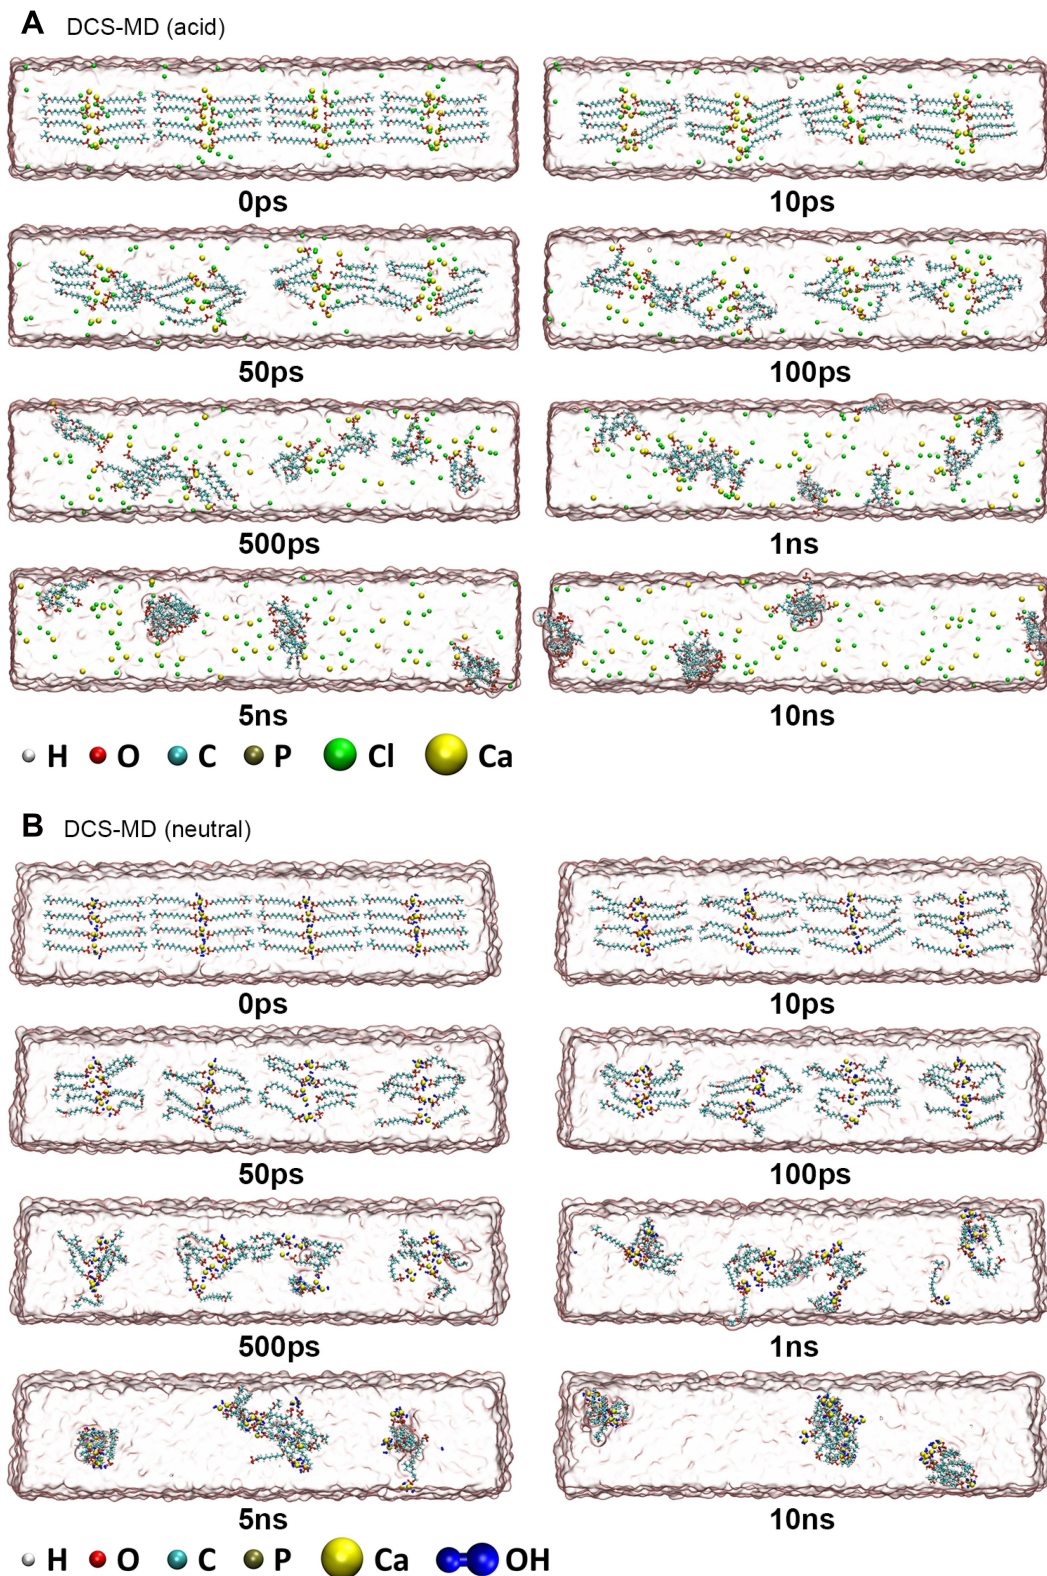 A DCS-MD (acid)
0ps 10ps
50ps 100ps
500ps 1ns
5ns 10ns
H O C P Cl Ca
B DCS-MD (neutral)
0ps 10ps
50ps 100ps
500ps 1ns
5ns 10ns
H O C P Ca OH